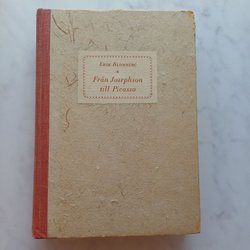 Erik Blomberg
Från Josephson
till Picasso